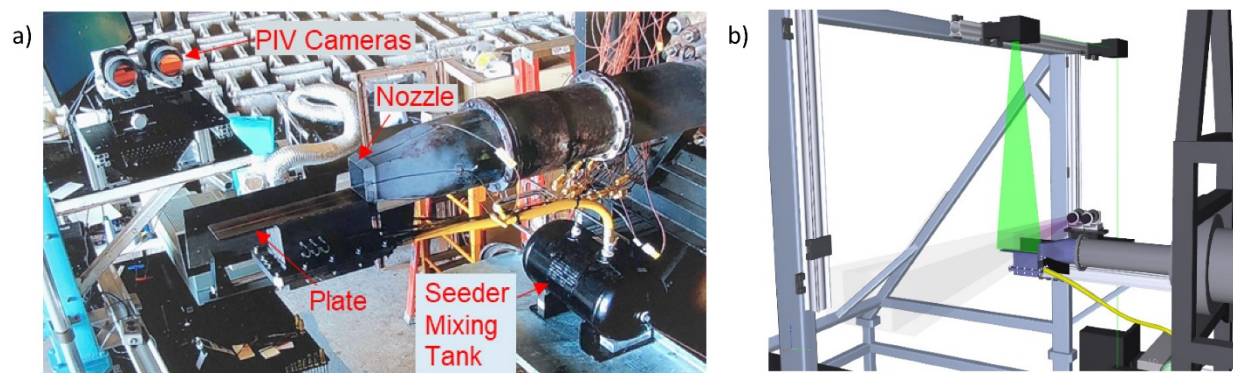 a)
PIV Cameras
Nozzle
Plate
Seeder
Mixing
Tank
b)